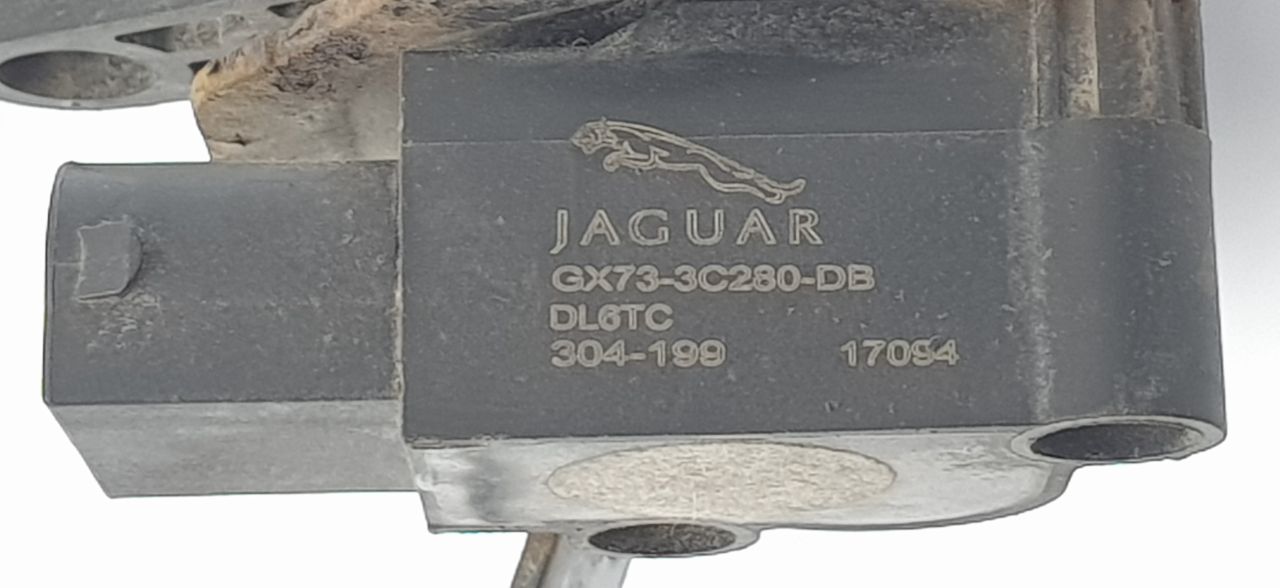 JAGUAR
GX73-3C280-DB
DL6TC
304-199 17094